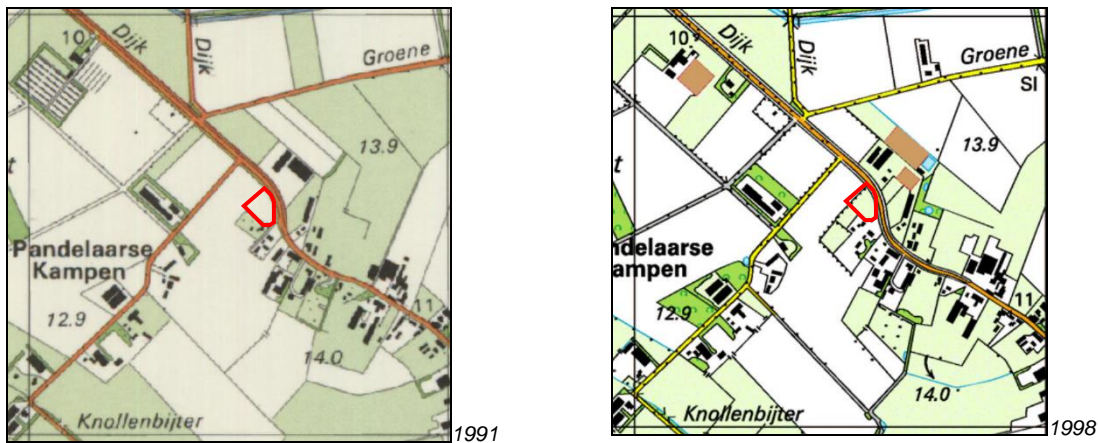 10
Dijk
Dijk
Groene
13.9
Pandelaarse
Kampen
11
12.9
14.0
Knollenbijter
1991
10
Dijk
Dijk
Groene
Sl
13.9
ndelaarse
ampen
12.9
11
14.0
Knollenbijter
1998